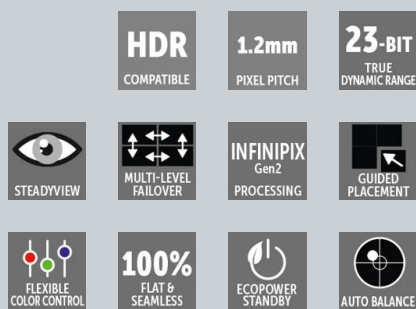 HDR
COMPATIBLE
1.2mm
PIXEL PITCH
23-BIT
TRUE
DYNAMIC RANGE
STEADYVIEW
MULTI-LEVEL
FAILOVER
INFINIPIX
Gen2
PROCESSING
GUIDED
PLACEMENT
FLEXIBLE
COLOR CONTROL
100%
FLAT &
SEAMLESS
ECOPOWER
STANDBY
AUTO BALANCE